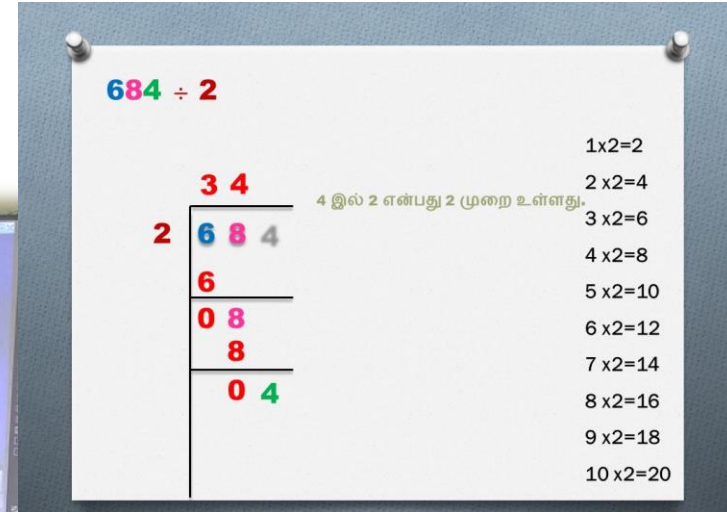 684 ÷ 2
3 4
4 இல் 2 என்பது 2 முறை உள்ளது.
2 6 8 4
6
0 8
8
0 4
1x2=2
2 x2=4
3 x2=6
4 x2=8
5 x2=10
6 x2=12
7 x2=14
8 x2=16
9 x2=18
10 x2=20